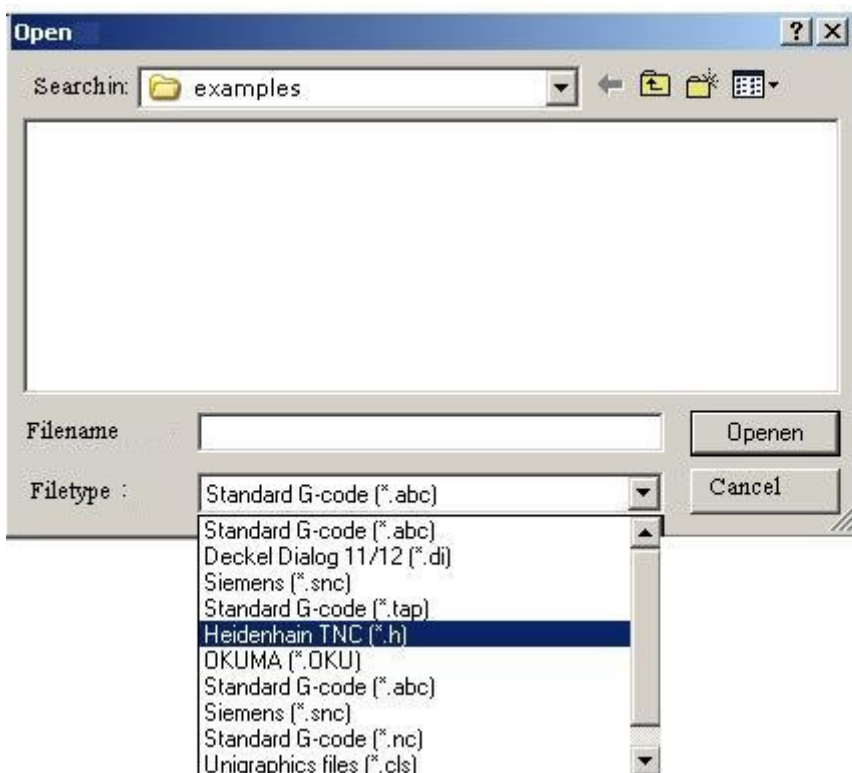 Open
Searchin: examples
Filename
Openen
Filetype : Standard G-code (*.abc)
Cancel
Standard G-code (*.abc)
Deckel Dialog 11/12 (*.di)
Siemens (*.snc)
Standard G-code (*.tap)
Heidenhain TNC (*.h)
OKUMA (*.OKU)
Standard G-code (*.abc)
Siemens (*.snc)
Standard G-code (*.nc)
Unigraphics files (*.cls)